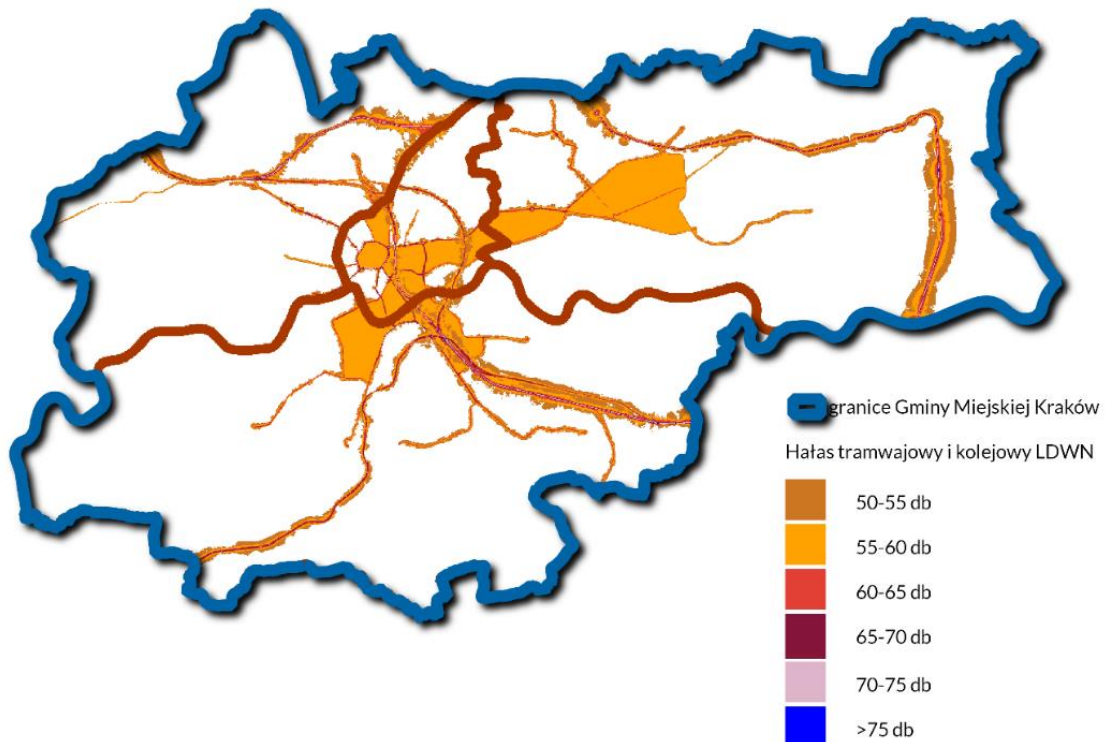 granice Gminy Miejskiej Kraków
Hałas tramwajowy i kolejowy LDWN
50-55 db
55-60 db
60-65 db
65-70 db
70-75 db
>75 db